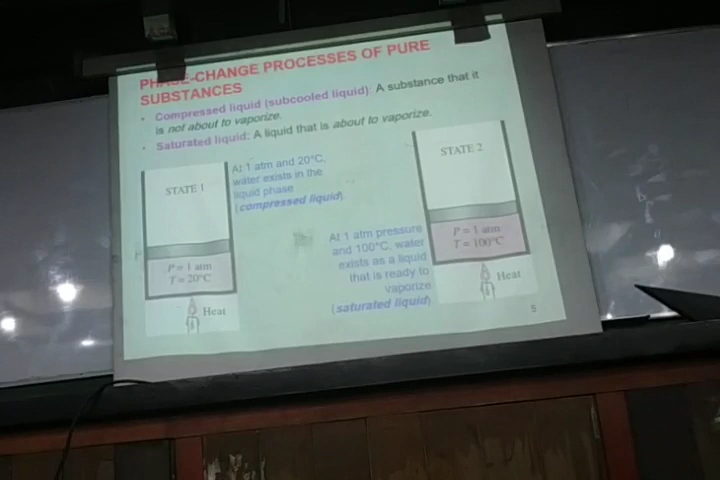 PHASE-CHANGE PROCESSES OF PURE
SUBSTANCES
• Compressed liquid (subcooled liquid): A substance that it
is not about to vaporize.
• Saturated liquid: A liquid that is about to vaporize.
STATE 1
At 1 atm and 20°C,
water exists in the
liquid phase
(compressed liquid).
P = 1 atm
T = 20°C
Heat
STATE 2
At 1 atm pressure
and 100°C, water
exists as a liquid
that is ready to
vaporize
(saturated liquid).
P = 1 atm
T = 100°C
Heat
5